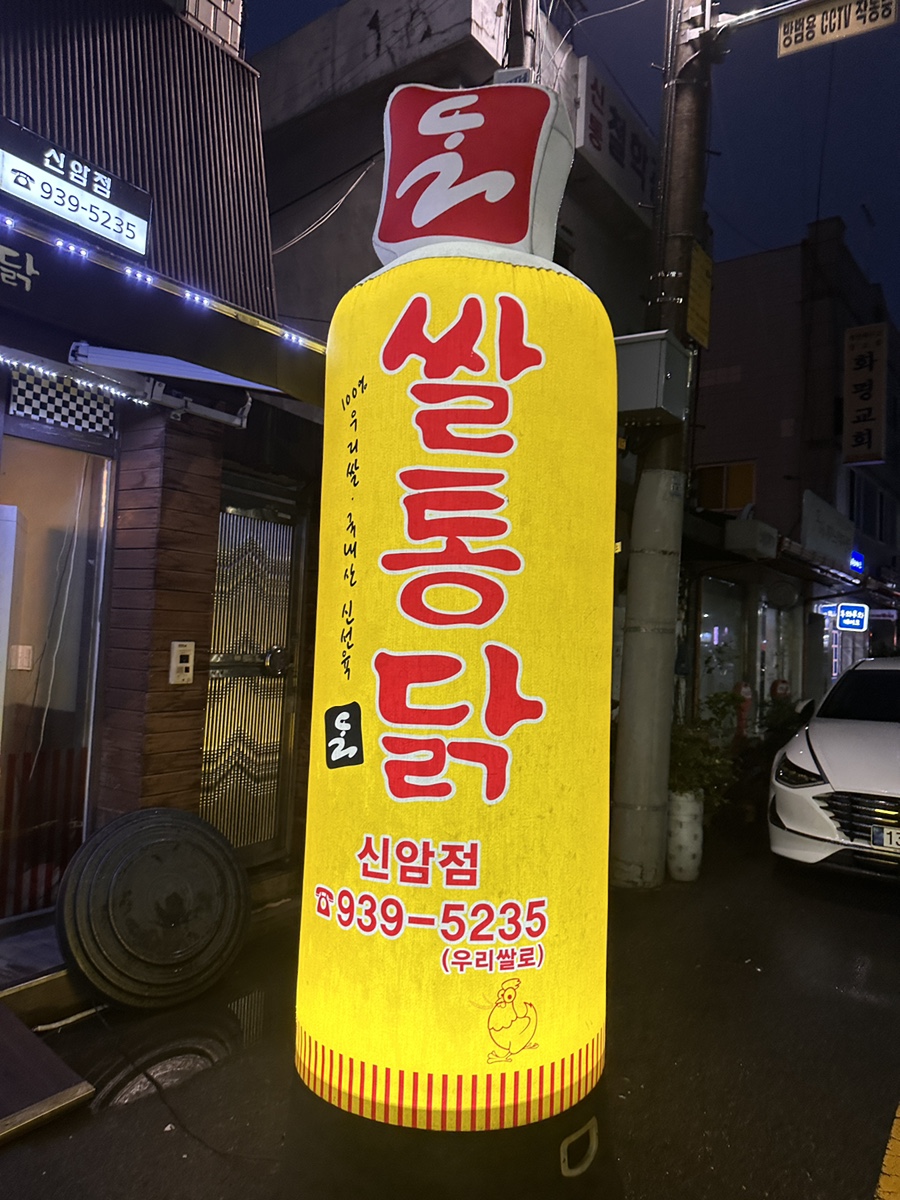 방범용 CCTV 작동중
신암점
☎939-5235
닭
쌀
통
닭
100% 우리쌀 · 국내산 신선육
신암점
☎939-5235
(우리쌀로)
화평교회